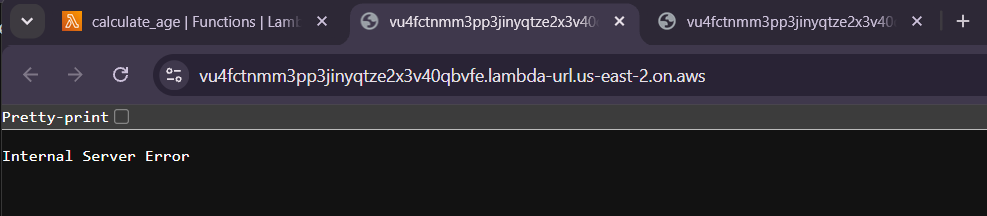 calculate_age | Functions | Lamb
vu4fctnmm3pp3jinyqtze2x3v40
vu4fctnmm3pp3jinyqtze2x3v40
vu4fctnmm3pp3jinyqtze2x3v40qbvfe.lambda-url.us-east-2.on.aws
Pretty-print
Internal Server Error